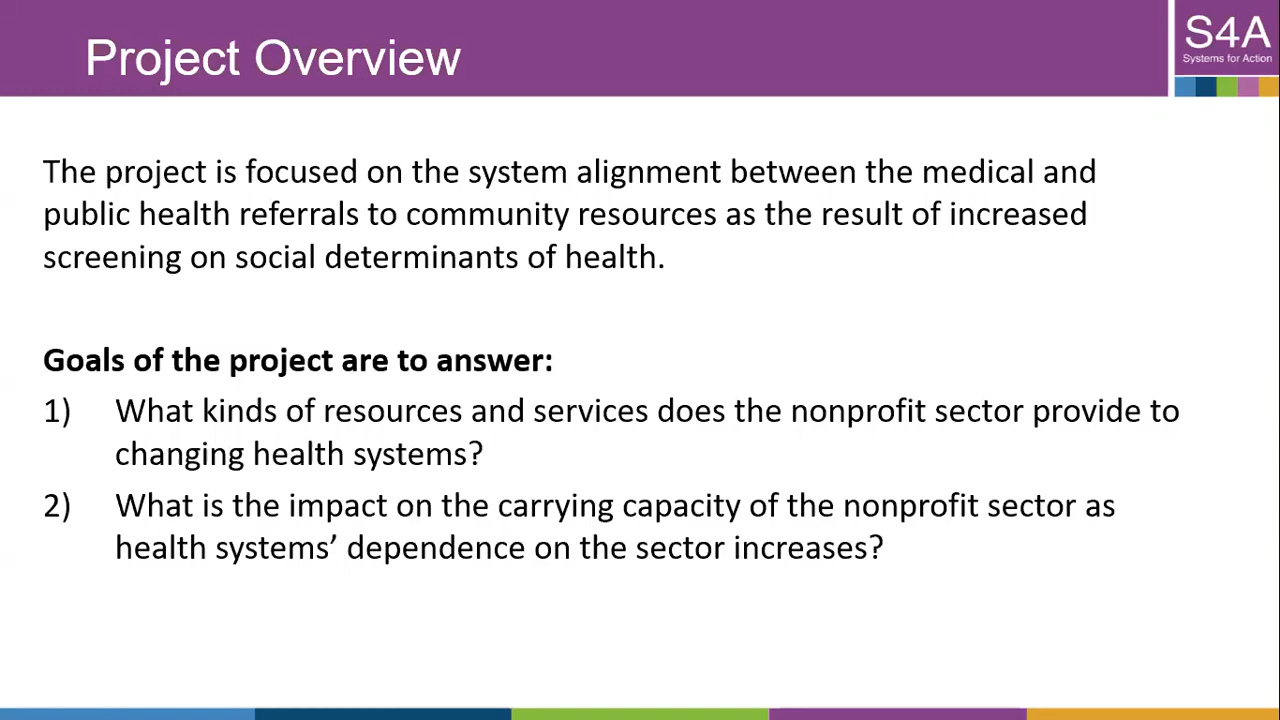 Project Overview
S4A
Systems for Action
The project is focused on the system alignment between the medical and
public health referrals to community resources as the result of increased
screening on social determinants of health.
Goals of the project are to answer:
1) What kinds of resources and services does the nonprofit sector provide to
changing health systems?
2) What is the impact on the carrying capacity of the nonprofit sector as
health systems’ dependence on the sector increases?